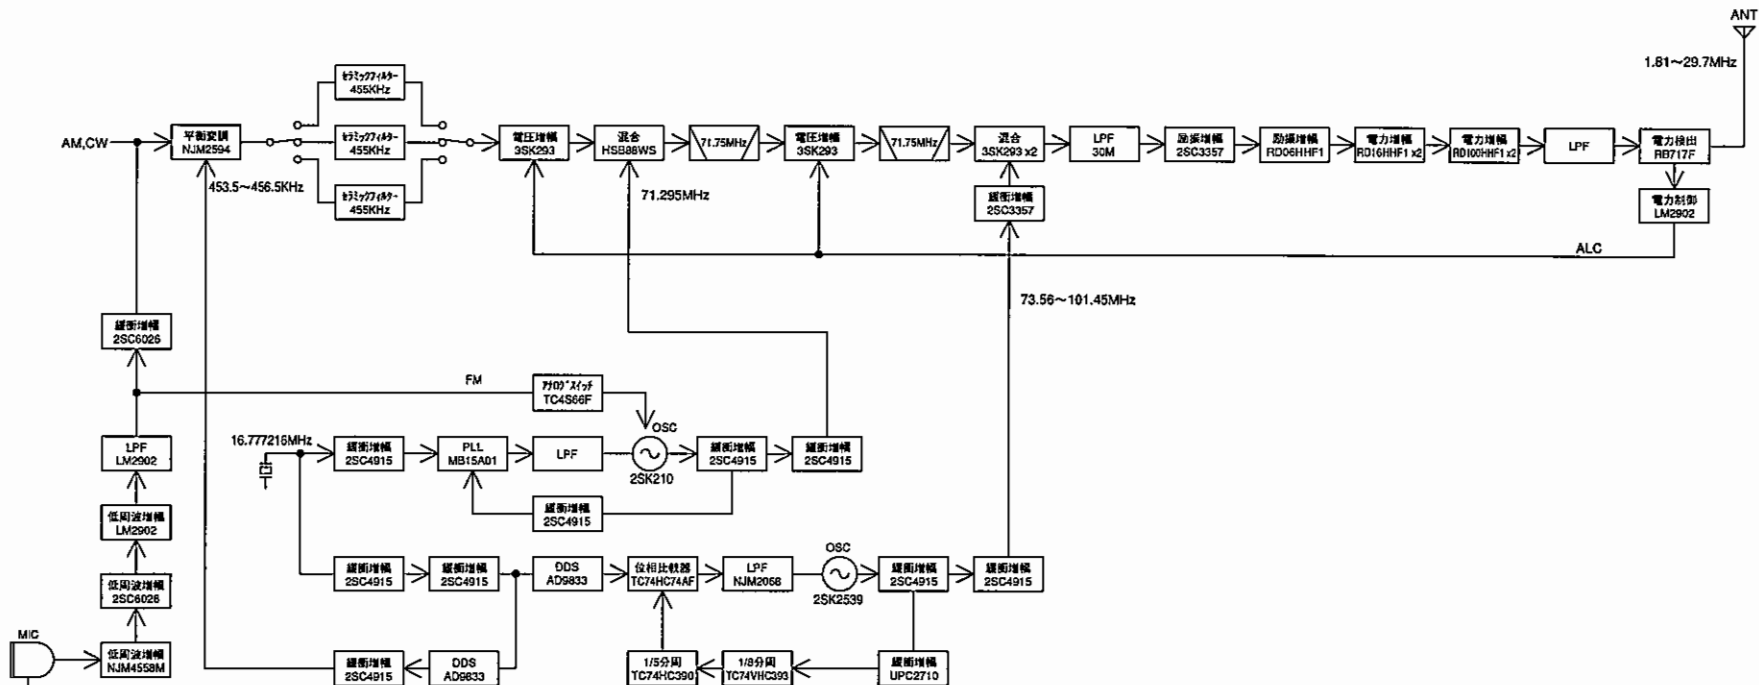 ANT
1.81～29.7MHz
セラミックフィルター
455KHz
AM,CW
平衡変調
NJM2594
セラミックフィルター
455KHz
電圧増幅
3SK293
混合
HSB88WS
71.75MHz
電圧増幅
3SK293
71.75MHz
混合
3SK293 x2
LPF
30M
励振増幅
2SC3357
励振増幅
RD06HHF1
電力増幅
RD16HHF1 x2
電力増幅
RD100HHF1 x2
LPF
電力検出
RB717F
453.5～456.5KHz
セラミックフィルター
455KHz
71.295MHz
緩衝増幅
2SC3357
電力制御
LM2902
ALC
73.56～101.45MHz
緩衝増幅
2SC6026
FM
アナログスイッチ
TC4S66F
OSC
16.777216MHz
LPF
LM2902
緩衝増幅
2SC4915
PLL
MB15A01
LPF
2SK210
緩衝増幅
2SC4915
緩衝増幅
2SC4915
緩衝増幅
2SC4915
低周波増幅
LM2902
OSC
緩衝増幅
2SC4915
緩衝増幅
2SC4915
DDS
AD9833
位相比較器
TC74HC74AF
LPF
NJM2068
2SK2539
緩衝増幅
2SC4915
緩衝増幅
2SC4915
低周波増幅
2SC6026
MIC
低周波増幅
NJM4558M
緩衝増幅
2SC4915
DDS
AD9833
1/5分周
TC74HC390
1/8分周
TC74VHC393
緩衝増幅
UPC2710